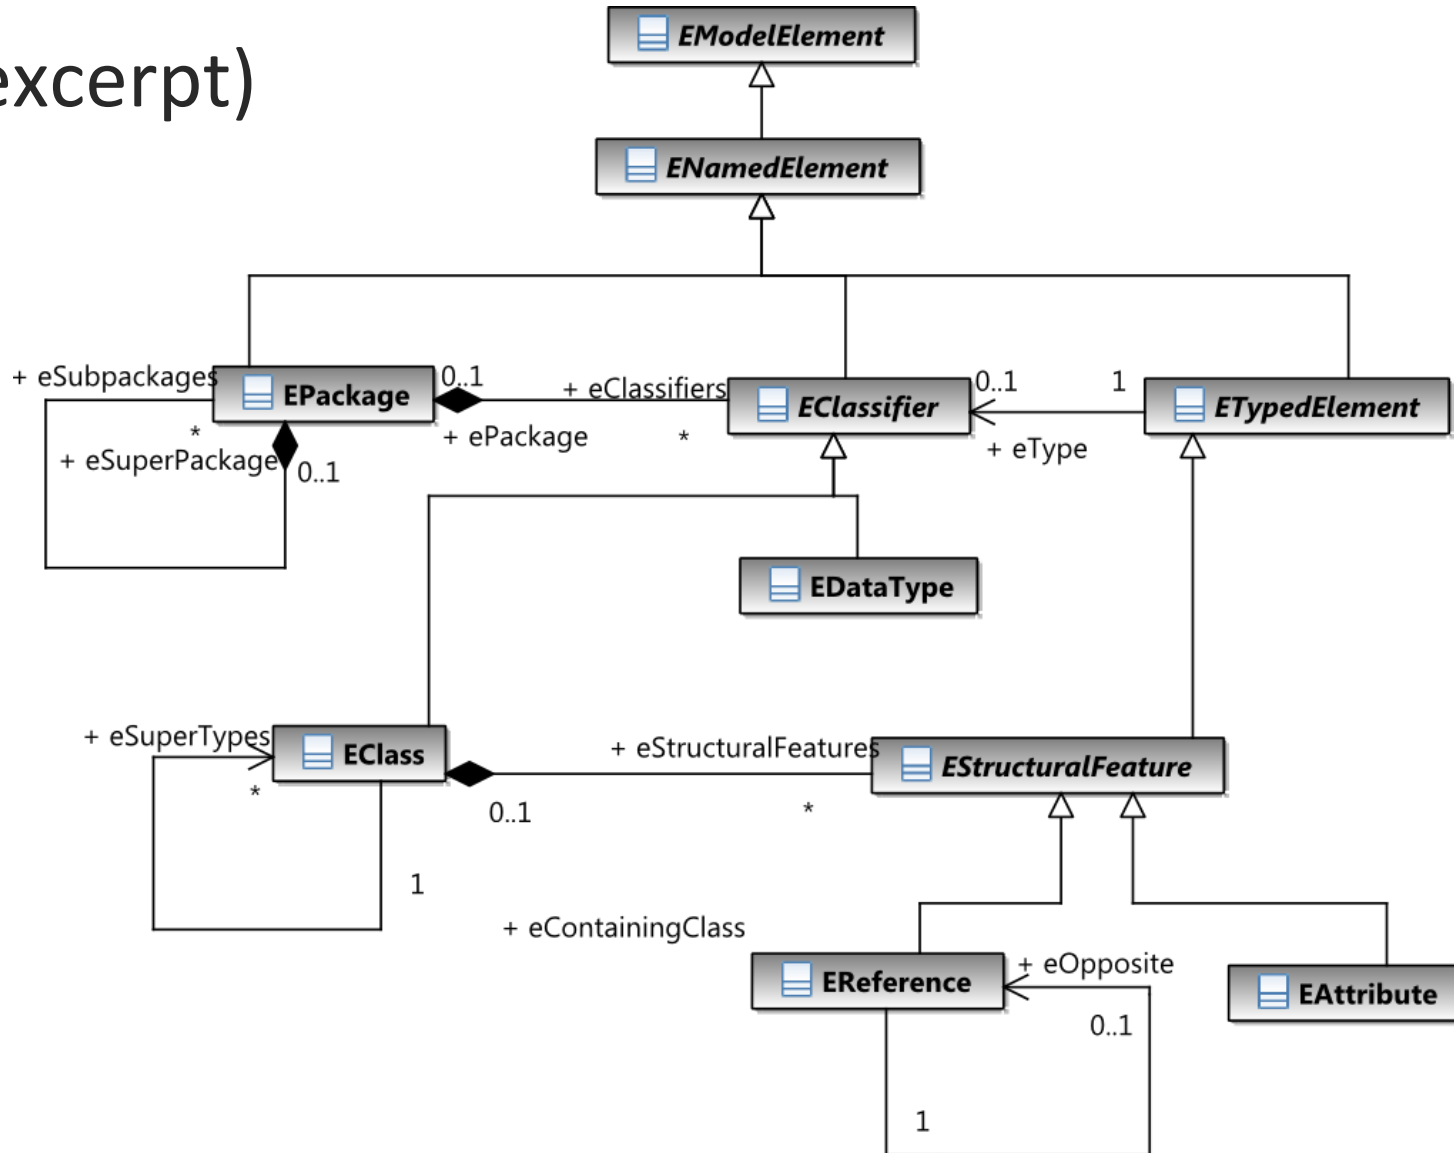 excerpt)
EModelElement
ENamedElement
+ eSubpackages
EPackage
0..1
+ eClassifiers
EClassifier
0..1
1
ETypedElement
*
+ ePackage
*
+ eType
+ eSuperPackage
0..1
EDataType
+ eSuperTypes
EClass
+ eStructuralFeatures
EStructuralFeature
*
0..1
*
1
+ eContainingClass
EReference
+ eOpposite
EAttribute
0..1
1